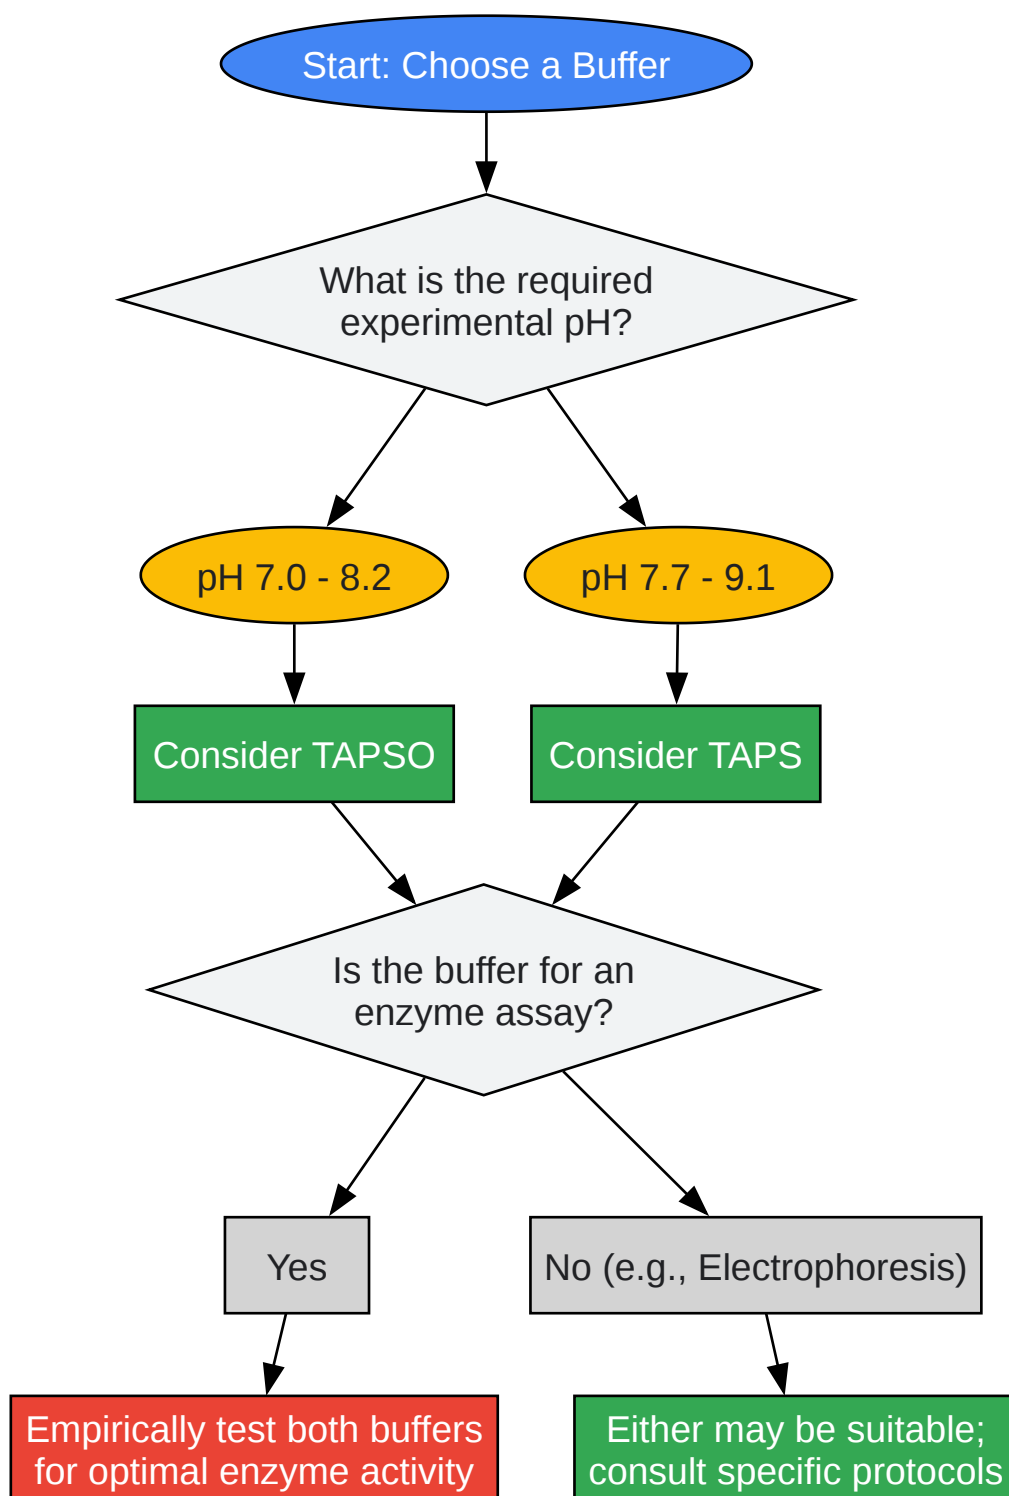 Start: Choose a Buffer
What is the required
experimental pH?
pH 7.0 - 8.2
pH 7.7 - 9.1
Consider TAPSO
Consider TAPS
Is the buffer for an
enzyme assay?
Yes
No (e.g., Electrophoresis)
Empirically test both buffers
for optimal enzyme activity
Either may be suitable;
consult specific protocols